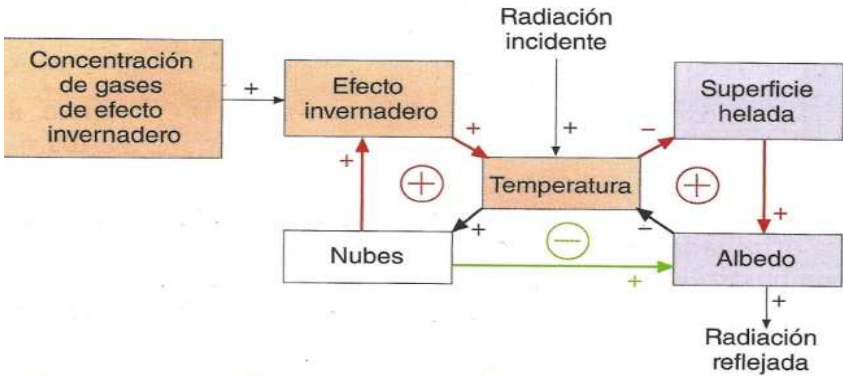 Radiación
incidente
Concentración
de gases
de efecto
invernadero
+
Efecto
invernadero
+
+
−
Superficie
helada
+
+
Temperatura
+
+
+
−
−
Nubes
+
Albedo
+
Radiación
reflejada